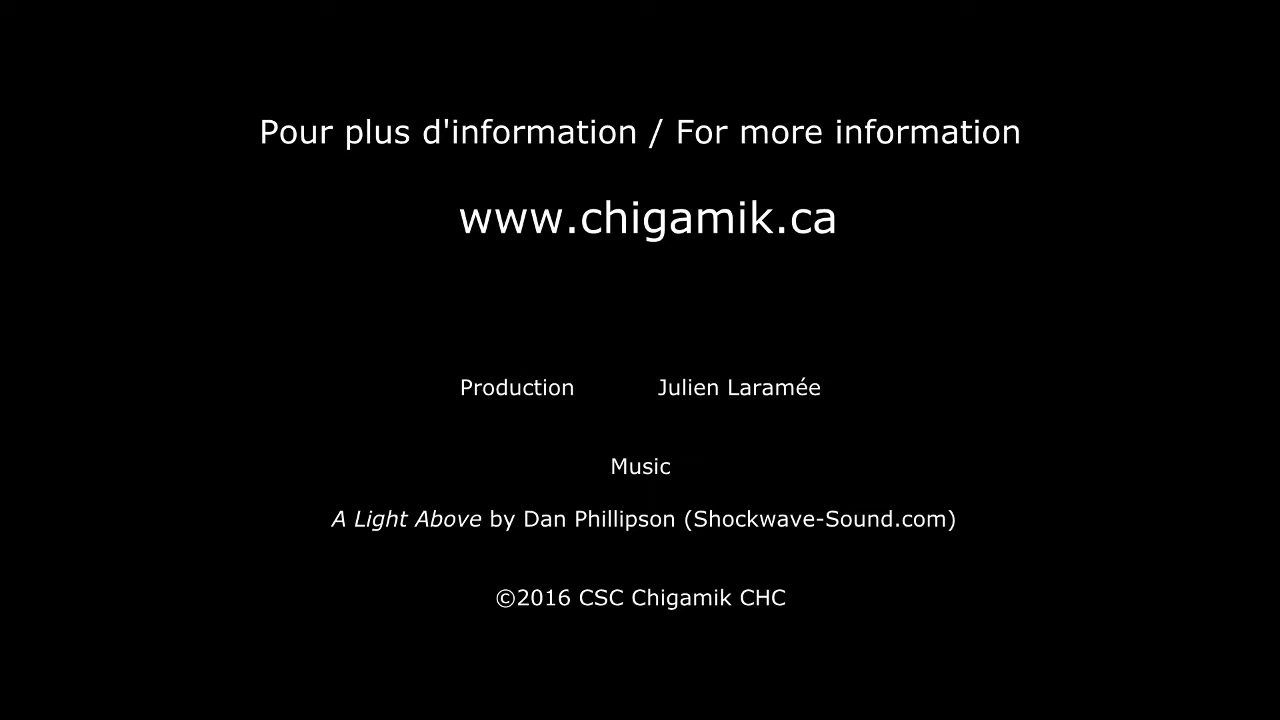 Pour plus d'information / For more information
www.chigamik.ca
Production Julien Laramée
Music
A Light Above by Dan Phillipson (Shockwave-Sound.com)
©2016 CSC Chigamik CHC